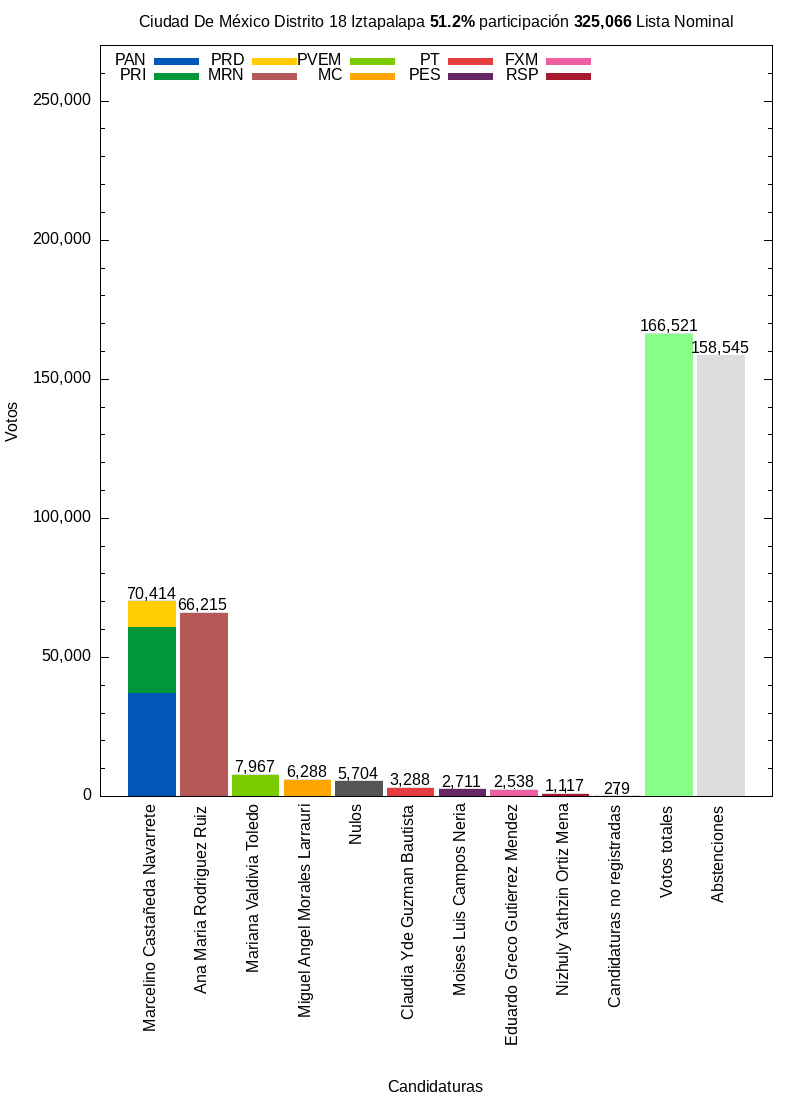 Ciudad De México Distrito 18 Iztapalapa 51.2% participación 325,066 Lista Nominal
PAN PRD PVEM PT FXM
PRI MRN MC PES RSP
250,000
200,000
150,000
100,000
50,000
0
Votos
70,414
66,215
7,967
6,288
5,704
3,288
2,711
2,538
1,117
279
166,521
158,545
Marcelino Castañeda Navarrete
Ana Maria Rodriguez Ruiz
Mariana Valdivia Toledo
Miguel Angel Morales Larrauri
Nulos
Claudia Yde Guzman Bautista
Moises Luis Campos Neria
Eduardo Greco Gutierrez Mendez
Nizhuly Yathzin Ortiz Mena
Candidaturas no registradas
Votos totales
Abstenciones
Candidaturas